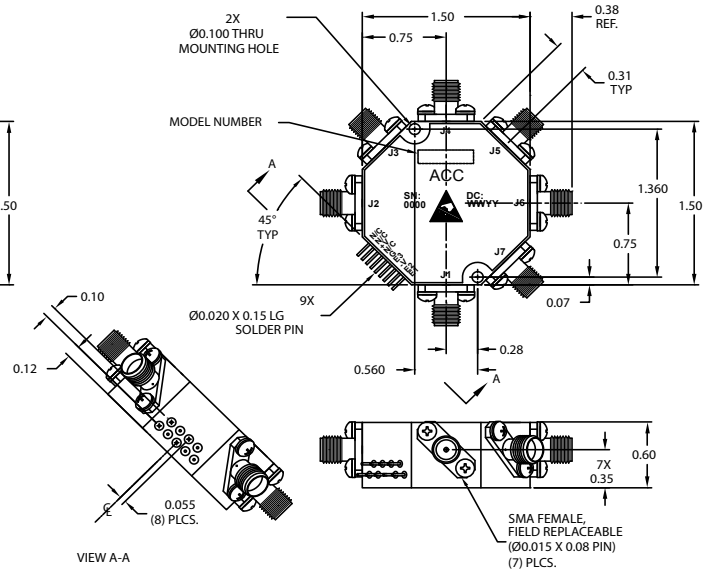 2X
Ø0.100 THRU
MOUNTING HOLE
1.50
0.75
0.38
REF.
0.31
TYP
MODEL NUMBER
J4
J3
J5
ACC
A
SN:
0000
DC:
WWYY
J2
J6
.50
1.360
1.50
45°
TYP
0.75
J7
J1
9X
Ø0.020 X 0.15 LG
SOLDER PIN
0.07
0.10
0.28
0.560
A
0.12
0.60
7X
0.35
0.055
(8) PLCS.
SMA FEMALE,
FIELD REPLACEABLE
(Ø0.015 X 0.08 PIN)
(7) PLCS.
VIEW A-A